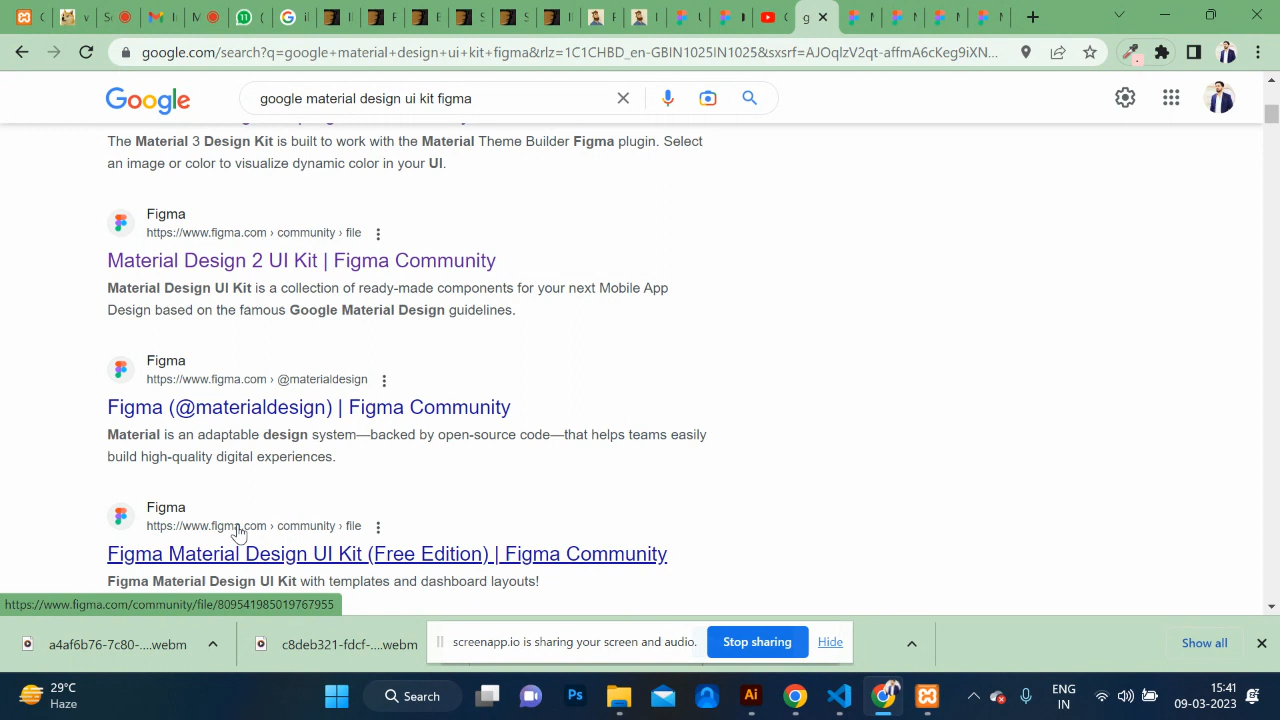 google.com/search?q=google+material+design+ui+kit+figma&rlz=1C1CHBD_en-GBIN1025IN1025&sxsrf=AJOqlzV2qt-affmA6cKeg9iXN...
Google
google material design ui kit figma
The Material 3 Design Kit is built to work with the Material Theme Builder Figma plugin. Select
an image or color to visualize dynamic color in your UI.
Figma
https://www.figma.com › community › file
Material Design 2 UI Kit | Figma Community
Material Design UI Kit is a collection of ready-made components for your next Mobile App
Design based on the famous Google Material Design guidelines.
Figma
https://www.figma.com › @materialdesign
Figma (@materialdesign) | Figma Community
Material is an adaptable design system—backed by open-source code—that helps teams easily
build high-quality digital experiences.
Figma
https://www.figma.com › community › file
Figma Material Design UI Kit (Free Edition) | Figma Community
Figma Material Design UI Kit with templates and dashboard layouts!
https://www.figma.com/community/file/809541985019767955
a4af6b76-7c80-....webm
c8deb321-fdcf-....webm
screenapp.io is sharing your screen and audio.
Stop sharing
Hide
Show all
29°C
Haze
Search
Ps
Ai
ENG
IN
15:41
09-03-2023